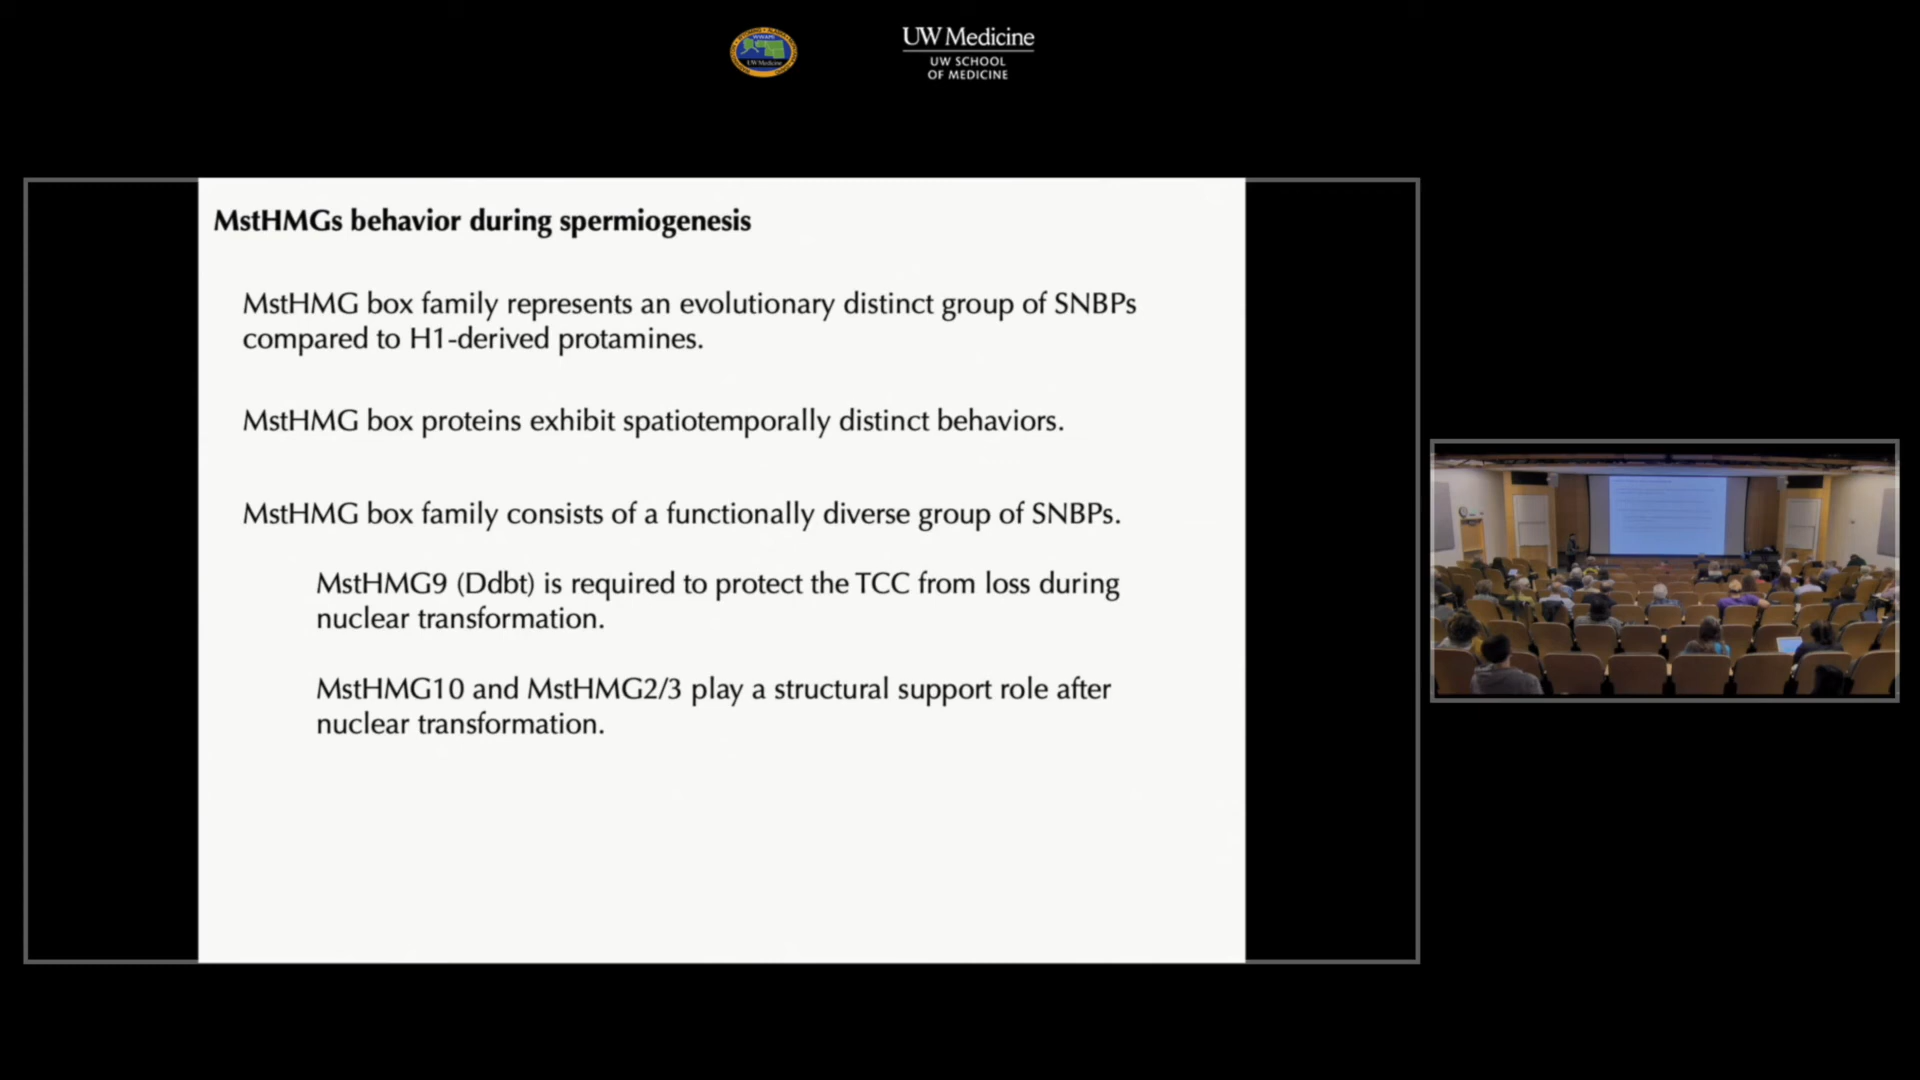 UW Medicine
UW Medicine
UW SCHOOL
OF MEDICINE
MstHMGs behavior during spermiogenesis
MstHMG box family represents an evolutionary distinct group of SNBPs
compared to H1-derived protamines.
MstHMG box proteins exhibit spatiotemporally distinct behaviors.
MstHMG box family consists of a functionally diverse group of SNBPs.
MstHMG9 (Ddbt) is required to protect the TCC from loss during
nuclear transformation.
MstHMG10 and MstHMG2/3 play a structural support role after
nuclear transformation.